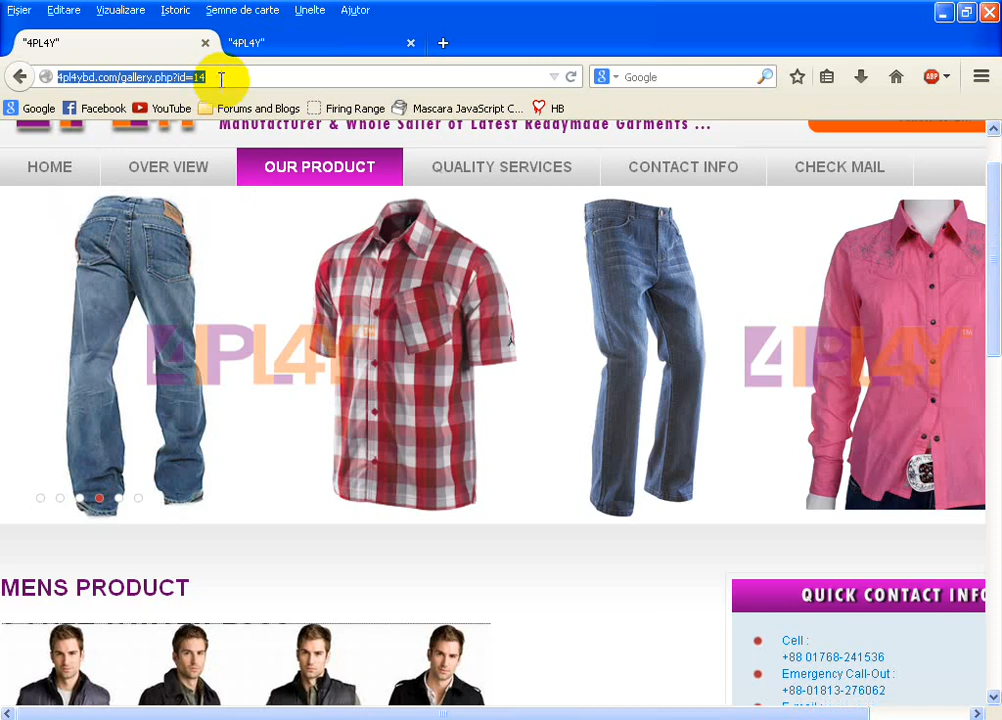 Fișier Editare Vizualizare Istoric Semne de carte Unelte Ajutor
"4PL4Y" "4PL4Y"
4pl4ybd.com/gallery.php?id=14 Google
Google Facebook YouTube Forums and Blogs Firing Range Mascara JavaScript C... HB
Manufacturer & Whole Saller of Latest Readymade Garments ...
HOME OVER VIEW OUR PRODUCT QUALITY SERVICES CONTACT INFO CHECK MAIL
4PL4Y 4PL4Y™
MENS PRODUCT
QUICK CONTACT INFO
Cell :
+88 01768-241536
Emergency Call-Out :
+88-01813-276062